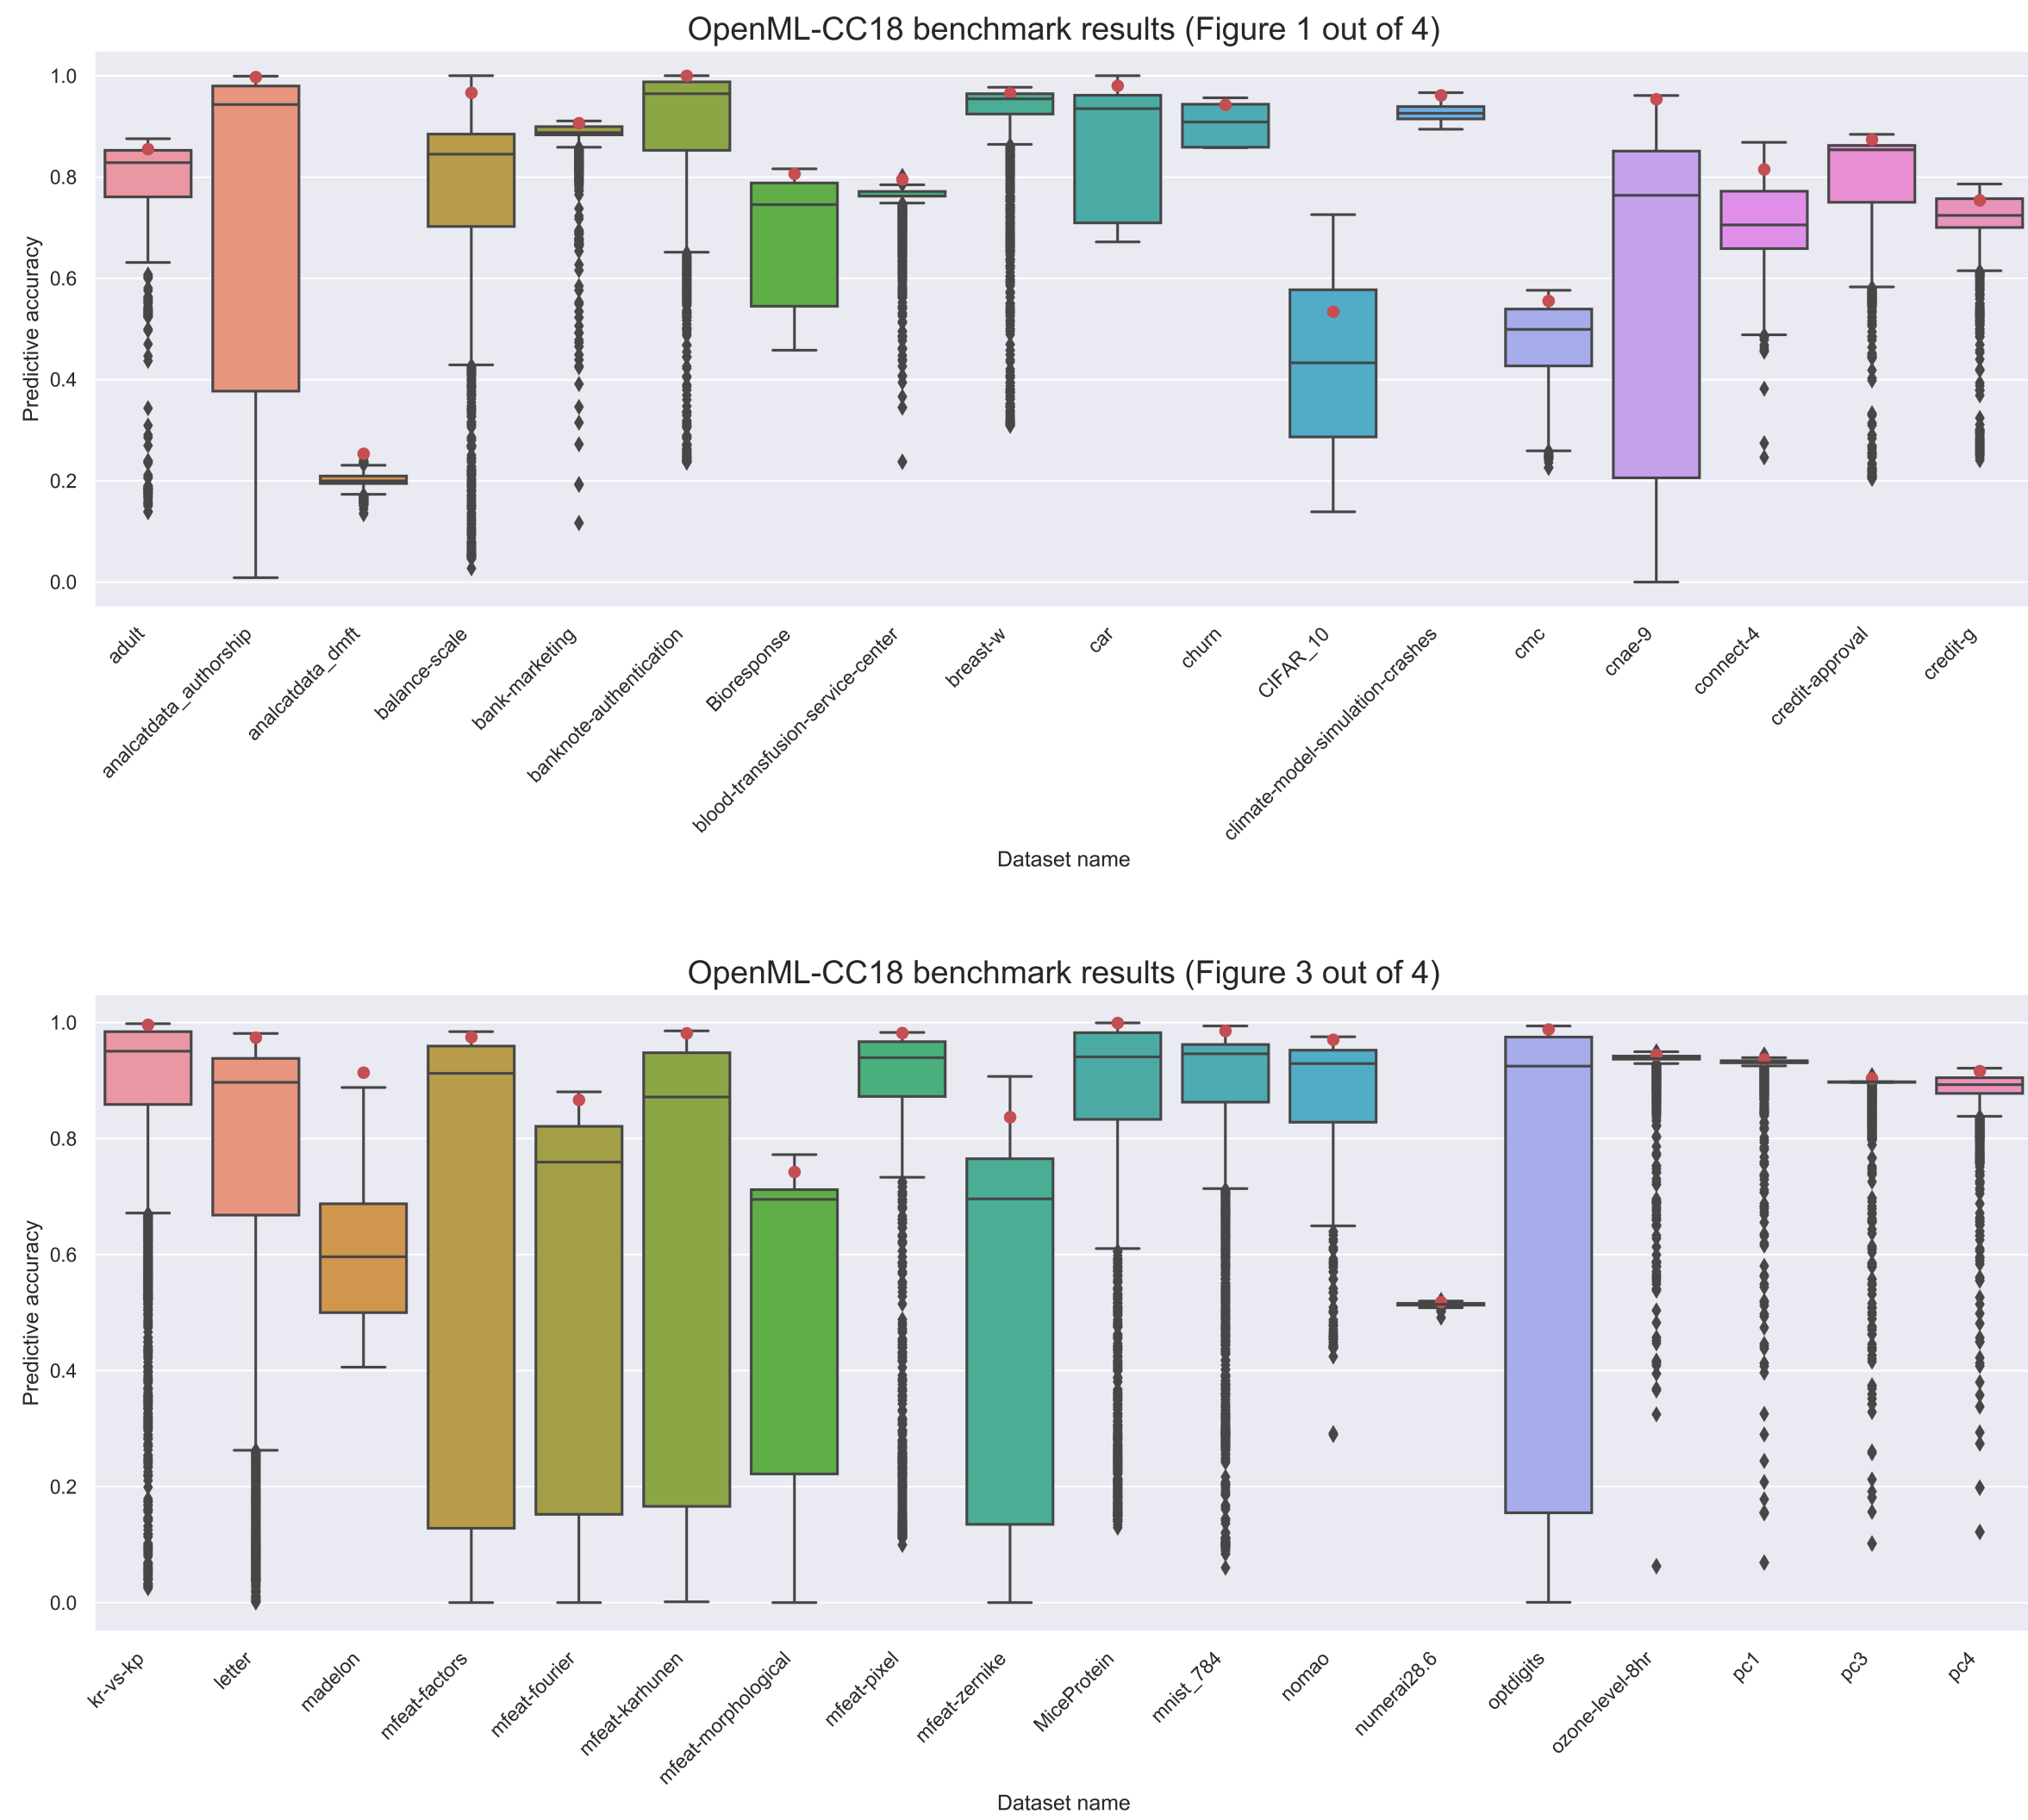 OpenML-CC18 benchmark results (Figure 1 out of 4)
Predictive accuracy
1.0
0.8
0.6
0.4
0.2
0.0
adult
analcatdata_authorship
analcatdata_dmft
balance-scale
bank-marketing
banknote-authentication
Bioresponse
blood-transfusion-service-center
breast-w
car
churn
CIFAR_10
climate-model-simulation-crashes
cmc
cnae-9
connect-4
credit-approval
credit-g
Dataset name
OpenML-CC18 benchmark results (Figure 3 out of 4)
Predictive accuracy
1.0
0.8
0.6
0.4
0.2
0.0
kr-vs-kp
letter
madelon
mfeat-factors
mfeat-fourier
mfeat-karhunen
mfeat-morphological
mfeat-pixel
mfeat-zernike
MiceProtein
mnist_784
nomao
numerai28.6
optdigits
ozone-level-8hr
pc1
pc3
pc4
Dataset name